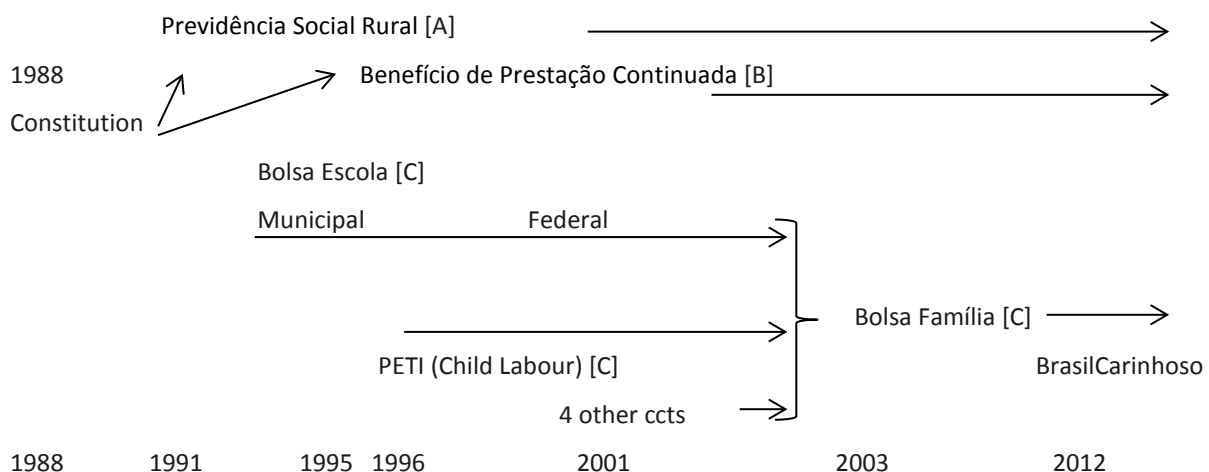 Previdência Social Rural [A]
1988 Benefício de Prestação Continuada [B]
Constitution
Bolsa Escola [C]
Municipal Federal
Bolsa Família [C]
PETI (Child Labour) [C] BrasilCarinhoso
4 other ccts
1988 1991 1995 1996 2001 2003 2012